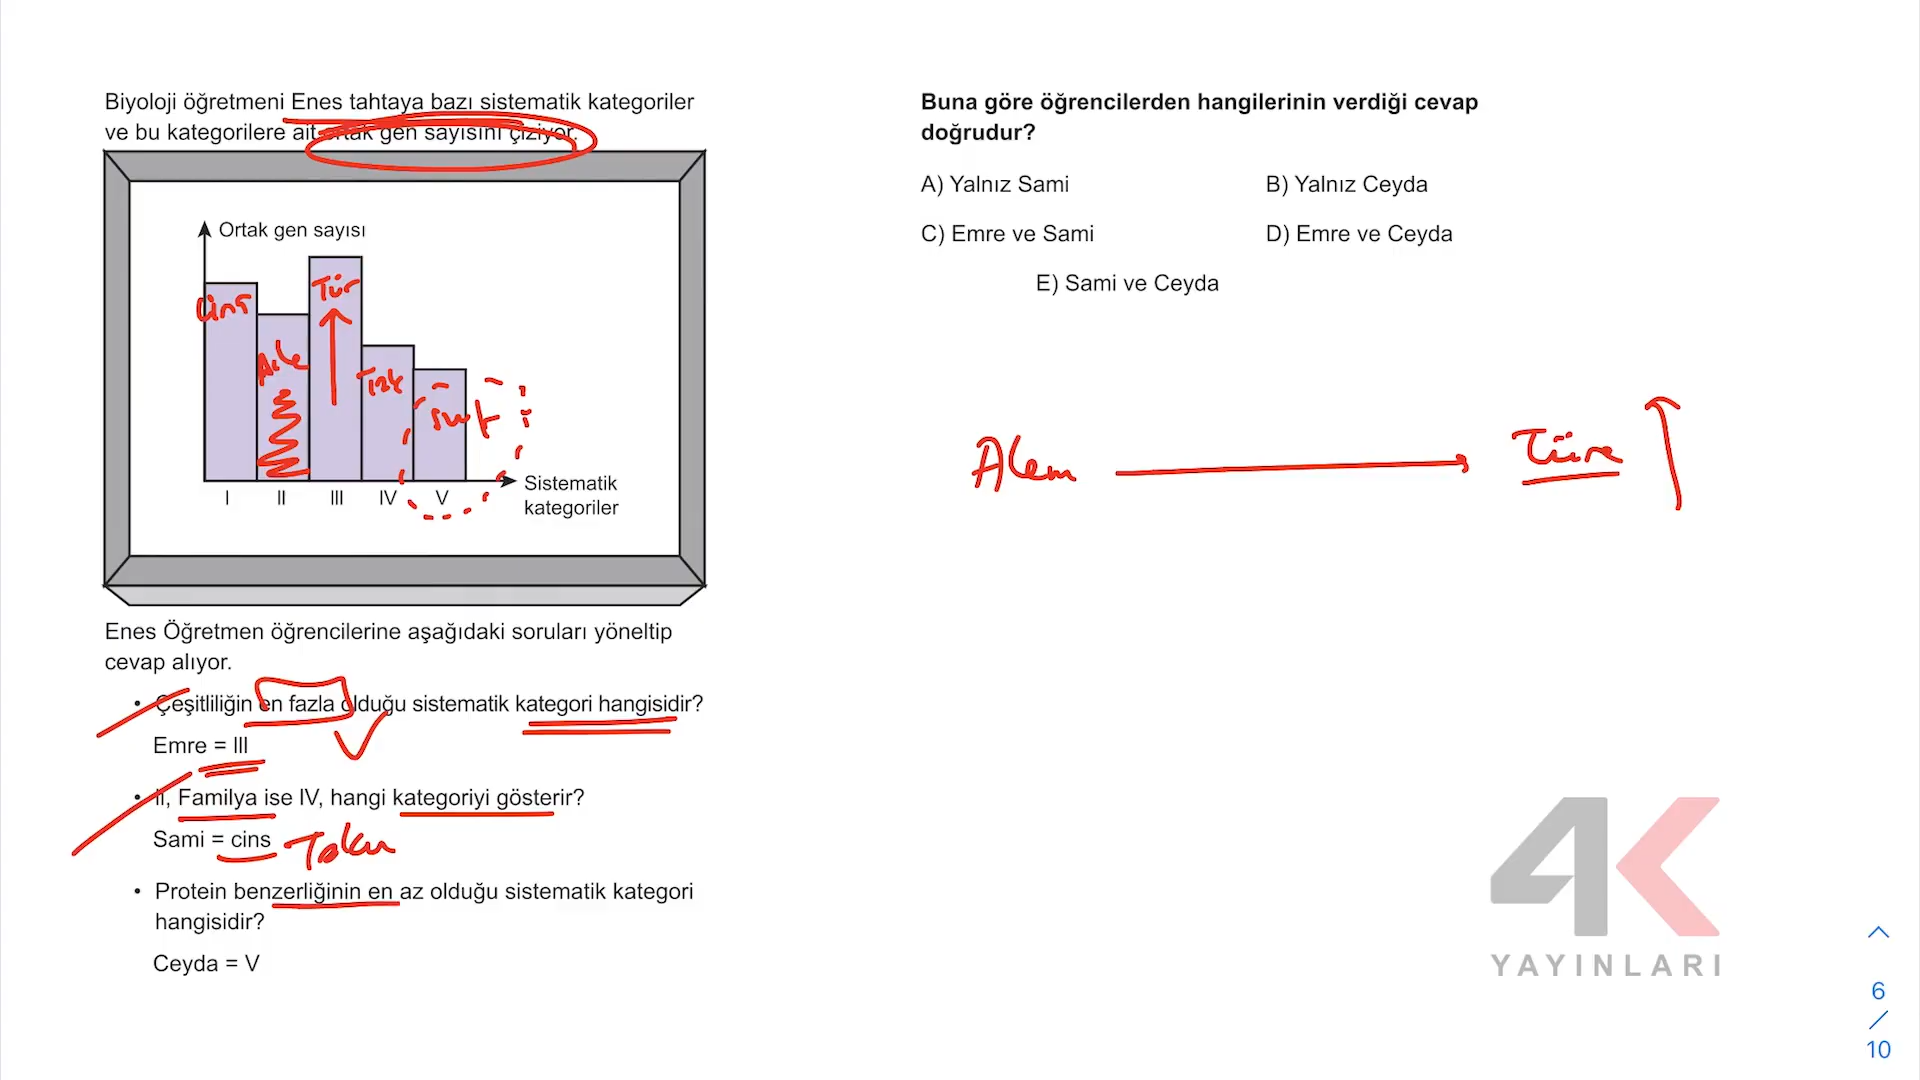 Biyoloji öğretmeni Enes tahtaya bazı sistematik kategoriler
ve bu kategorilere ait ortak gen sayısını çiziyor.
Ortak gen sayısı
Cins
Aile
Tür
Tak
Sınıf
I II III IV V
Sistematik
kategoriler
Enes Öğretmen öğrencilerine aşağıdaki soruları yöneltip
cevap alıyor.
• Çeşitliliğin en fazla olduğu sistematik kategori hangisidir?
Emre = III
• II, Familya ise IV, hangi kategoriyi gösterir?
Sami = cins
• Protein benzerliğinin en az olduğu sistematik kategori
hangisidir?
Ceyda = V
Buna göre öğrencilerden hangilerinin verdiği cevap
doğrudur?
A) Yalnız Sami B) Yalnız Ceyda
C) Emre ve Sami D) Emre ve Ceyda
E) Sami ve Ceyda
Alem Türe
4K
YAYINLARI
6
/
10